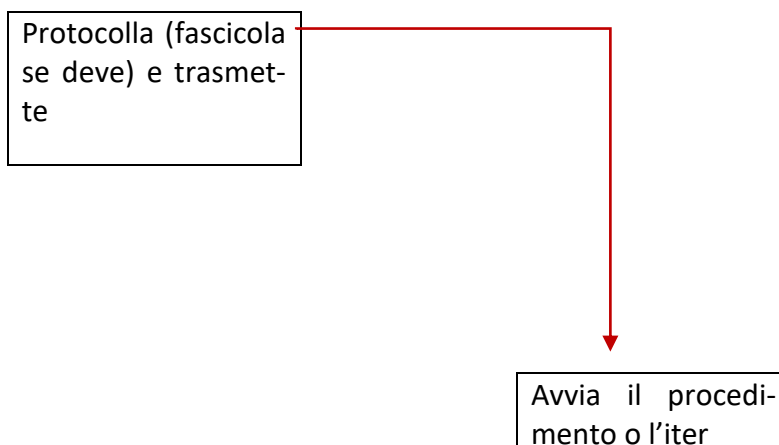 Protocolla (fascicola
se deve) e trasmet-
te
Avvia il procedi-
mento o l’iter